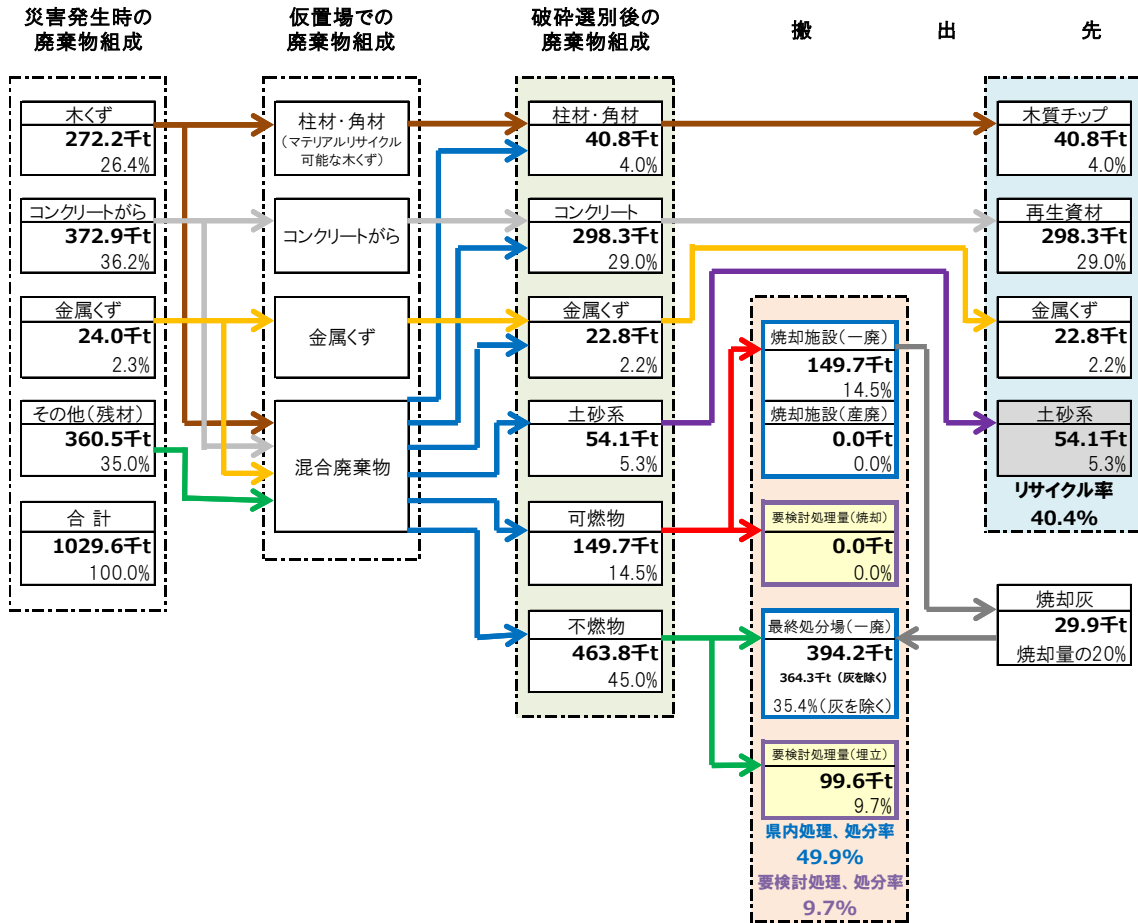 災害発生時の
廃棄物組成
仮置場での
廃棄物組成
破砕選別後の
廃棄物組成
搬 出 先
木くず
272.2千t
26.4%
コンクリートがら
372.9千t
36.2%
金属くず
24.0千t
2.3%
その他(残材)
360.5千t
35.0%
合計
1029.6千t
100.0%
柱材・角材
(マテリアルリサイクル
可能な木くず)
コンクリートがら
金属くず
混合廃棄物
柱材・角材
40.8千t
4.0%
コンクリート
298.3千t
29.0%
金属くず
22.8千t
2.2%
土砂系
54.1千t
5.3%
可燃物
149.7千t
14.5%
不燃物
463.8千t
45.0%
焼却施設(一廃)
149.7千t
14.5%
焼却施設(産廃)
0.0千t
0.0%
要検討処理量(焼却)
0.0千t
0.0%
最終処分場(一廃)
394.2千t
364.3千t (灰を除く)
35.4%(灰を除く)
要検討処理量(埋立)
99.6千t
9.7%
県内処理、処分率
49.9%
要検討処理、処分率
9.7%
木質チップ
40.8千t
4.0%
再生資材
298.3千t
29.0%
金属くず
22.8千t
2.2%
土砂系
54.1千t
5.3%
リサイクル率
40.4%
焼却灰
29.9千t
焼却量の20%